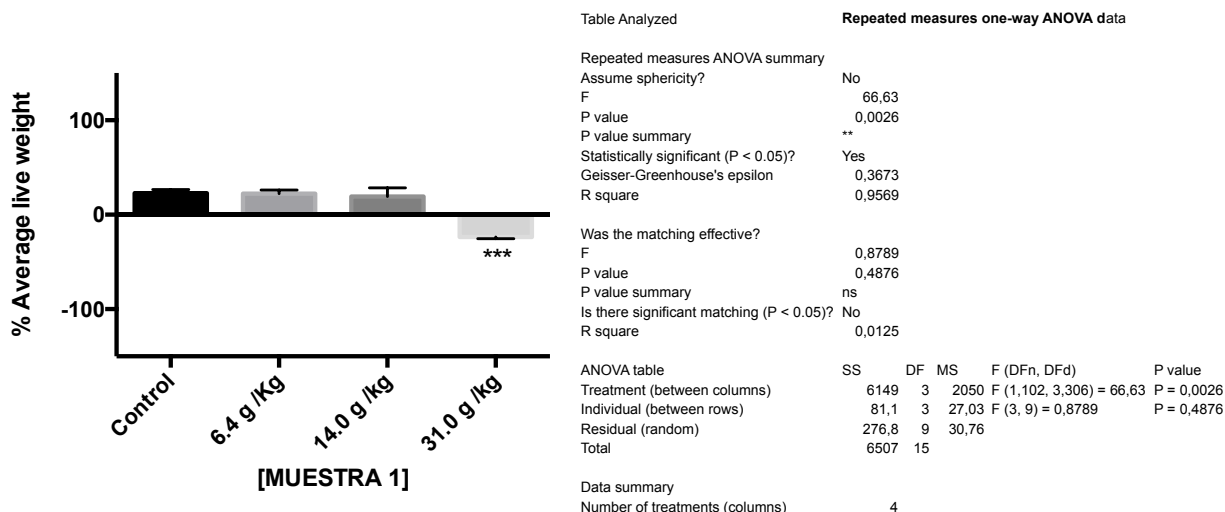 % Average live weight
100
0
-100
***
Control
6.4 g /Kg
14.0 g /kg
31.0 g /kg
[MUESTRA 1]
Table Analyzed Repeated measures one-way ANOVA data
Repeated measures ANOVA summary
Assume sphericity? No
F 66,63
P value 0,0026
P value summary **
Statistically significant (P < 0.05)? Yes
Geisser-Greenhouse's epsilon 0,3673
R square 0,9569
Was the matching effective?
F 0,8789
P value 0,4876
P value summary ns
Is there significant matching (P < 0.05)? No
R square 0,0125
ANOVA table SS DF MS F (DFn, DFd) P value
Treatment (between columns) 6149 3 2050 F (1,102, 3,306) = 66,63 P = 0,0026
Individual (between rows) 81,1 3 27,03 F (3, 9) = 0,8789 P = 0,4876
Residual (random) 276,8 9 30,76
Total 6507 15
Data summary
Number of treatments (columns) 4